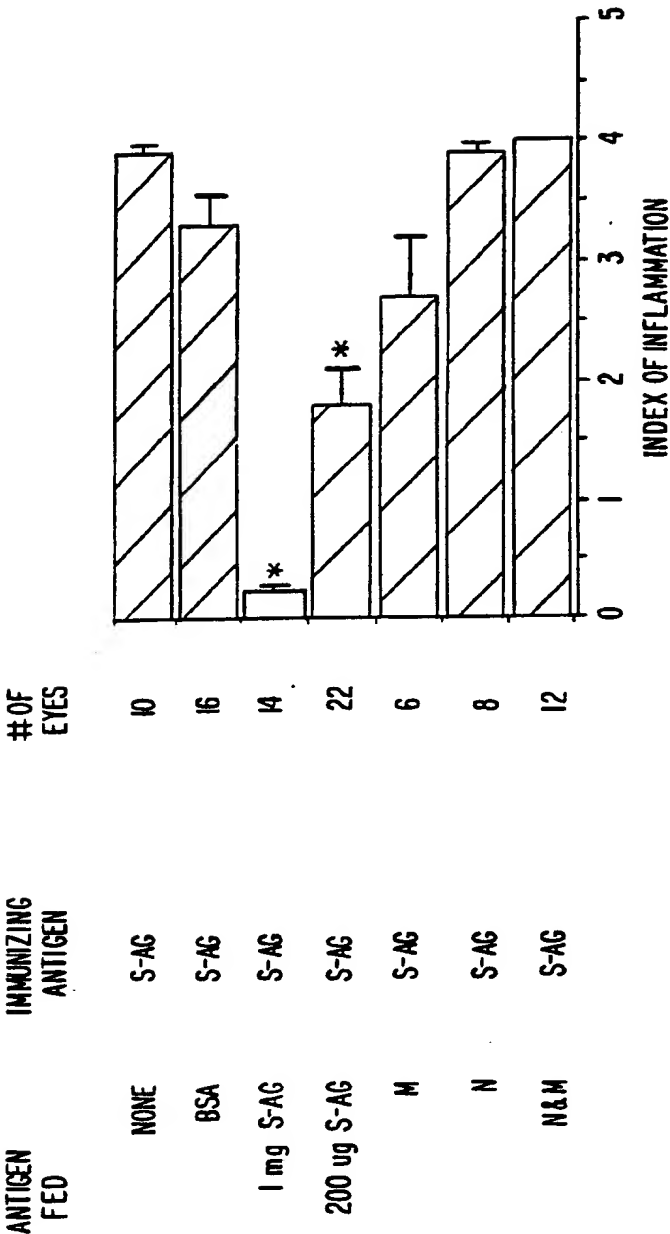 ANTIGEN FED IMMUNIZING ANTIGEN # OF EYES
NONE S-AG 10
BSA S-AG 16
1 mg S-AG S-AG 14 *
200 ug S-AG S-AG 22 *
M S-AG 6
N S-AG 8
N&M S-AG 12
0 1 2 3 4 5
INDEX OF INFLAMMATION